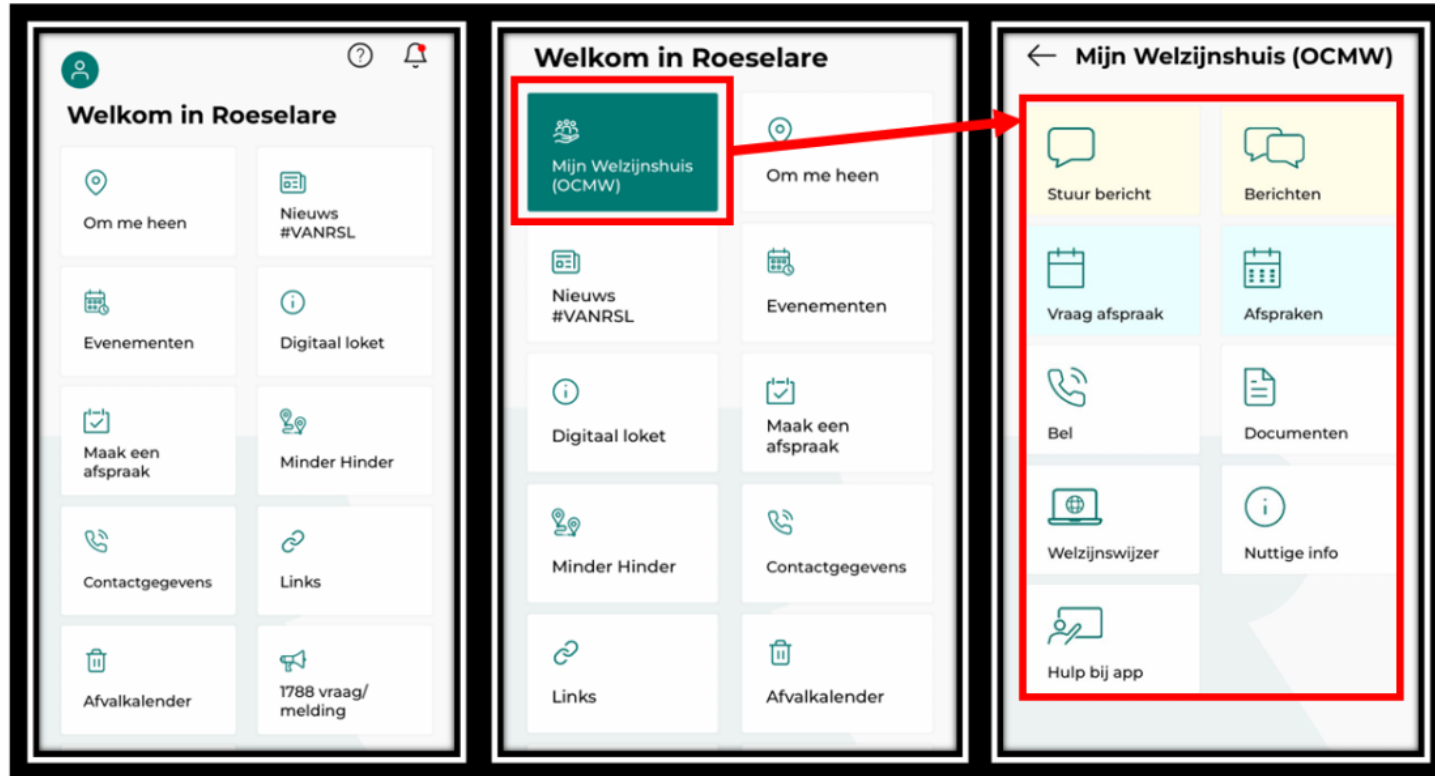 Welkom in Roeselare
Om me heen
Nieuws
#VANRSL
Evenementen
Digitaal loket
Maak een
afspraak
Minder Hinder
Contactgegevens
Links
Afvalkalender
1788 vraag/
melding
Welkom in Roeselare
Mijn Welzijnshuis
(OCMW)
Om me heen
Nieuws
#VANRSL
Evenementen
Digitaal loket
Maak een
afspraak
Minder Hinder
Contactgegevens
Links
Afvalkalender
Mijn Welzijnshuis (OCMW)
Stuur bericht
Berichten
Vraag afspraak
Afspraken
Bel
Documenten
Welzijnswijzer
Nuttige info
Hulp bij app